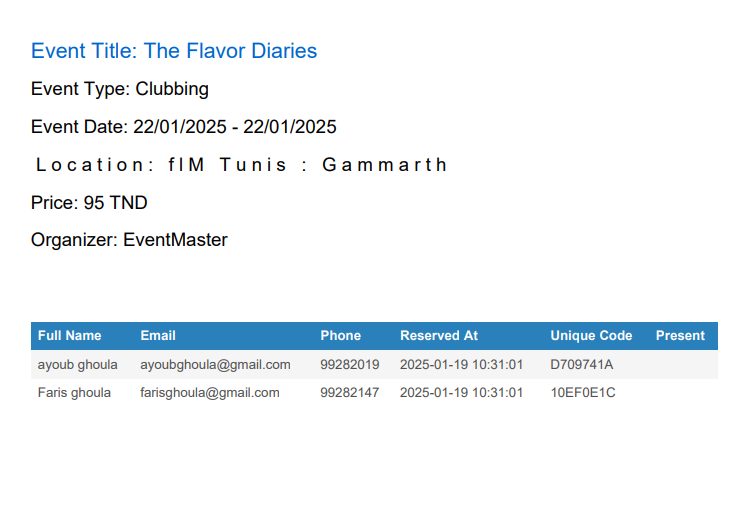 Event Title: The Flavor Diaries
Event Type: Clubbing
Event Date: 22/01/2025 - 22/01/2025
Location: flM Tunis : Gammarth
Price: 95 TND
Organizer: EventMaster
Full Name Email Phone Reserved At Unique Code Present
ayoub ghoula ayoubghoula@gmail.com 99282019 2025-01-19 10:31:01 D709741A
Faris ghoula farisghoula@gmail.com 99282147 2025-01-19 10:31:01 10EF0E1C